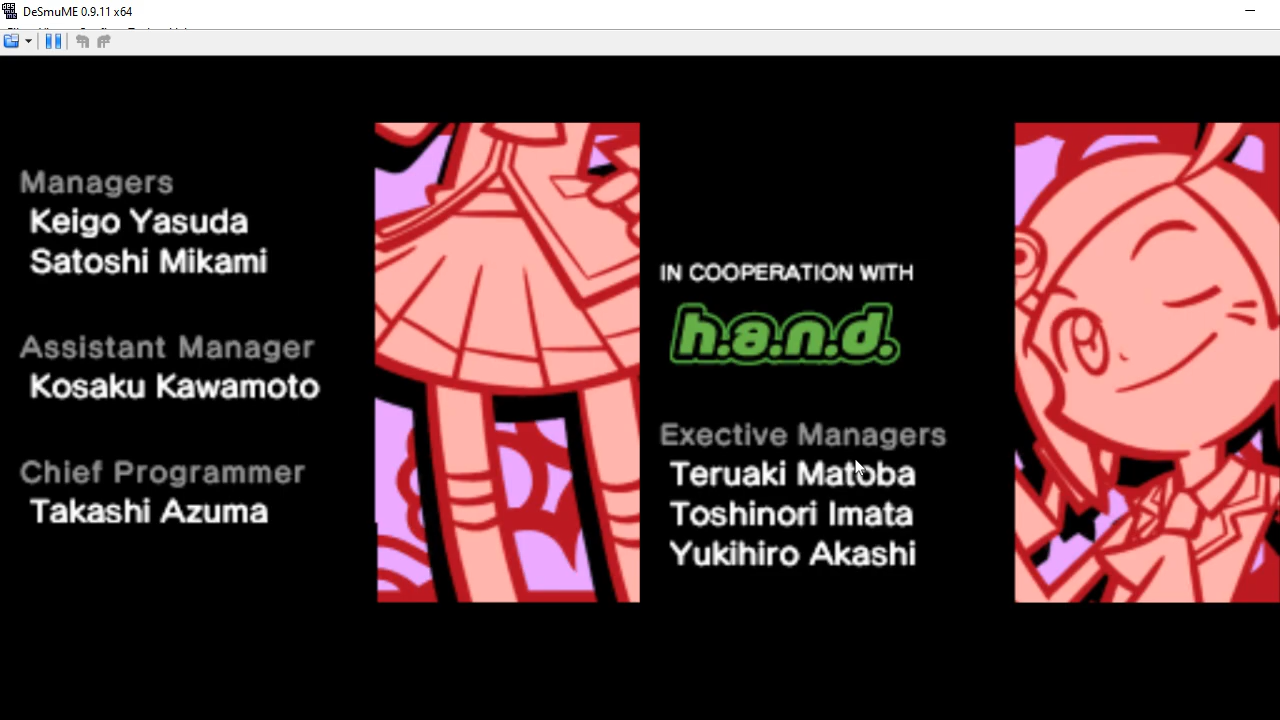 DeSmuME 0.9.11 x64
Managers
Keigo Yasuda
Satoshi Mikami
Assistant Manager
Kosaku Kawamoto
Chief Programmer
Takashi Azuma
IN COOPERATION WITH
h.a.n.d.
Exective Managers
Teruaki Matoba
Toshinori Imata
Yukihiro Akashi